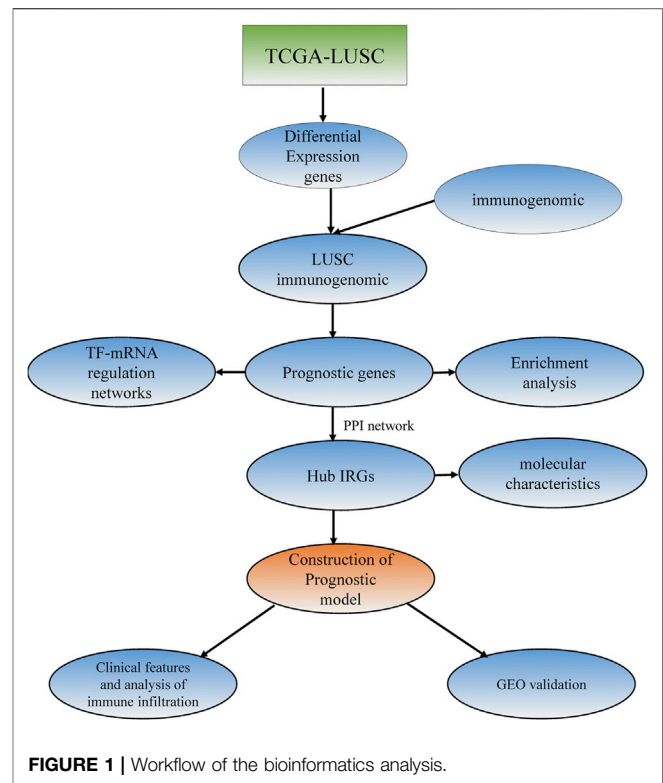 TCGA-LUSC
Differential
Expression
genes
immunogenomic
LUSC
immunogenomic
TF-mRNA
regulation
networks
Prognostic genes
Enrichment
analysis
PPI network
Hub IRGs
molecular
characteristics
Construction of
Prognostic
model
Clinical features
and analysis of
immune infiltration
GEO validation
FIGURE 1 | Workflow of the bioinformatics analysis.